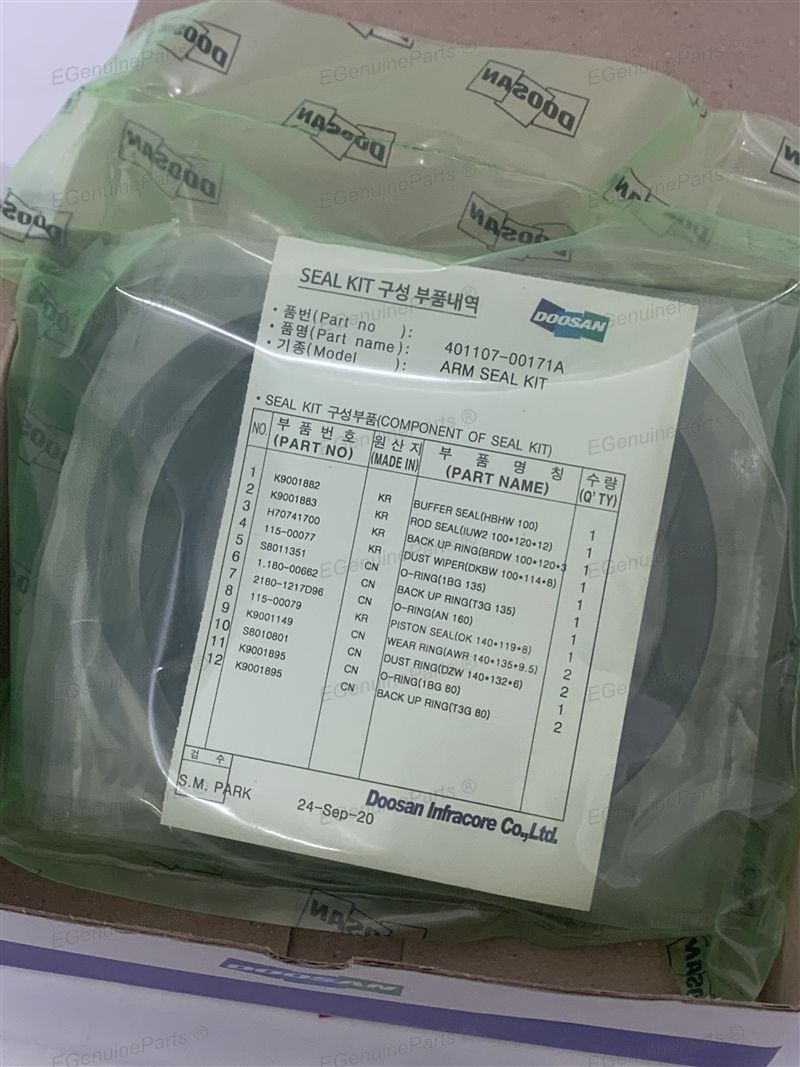 SEAL KIT 구성 부품내역
DOOSAN
• 품번(Part no ): 401107-00171A
• 품명(Part name): ARM SEAL KIT
• 기종(Model ):
• SEAL KIT 구성부품(COMPONENT OF SEAL KIT)
NO. 부 품 번 호 (PART NO) 원 산 지 (MADE IN) 부 품 명 칭 (PART NAME) 수 량 (Q' TY)
1 K9001882 KR BUFFER SEAL(HBHW 100) 1
2 K9001883 KR ROD SEAL(IUW2 100*120*12) 1
3 H70741700 KR BACK UP RING(BRDW 100*120*3 1
4 115-00077 KR DUST WIPER(DKBW 100*114*8) 1
5 S8011351 CN O-RING(1BG 135) 1
6 1.180-00662 CN BACK UP RING(T3G 135) 1
7 2180-1217D96 CN O-RING(AN 160) 1
8 115-00079 KR PISTON SEAL(OK 140*119*8) 1
9 K9001149 CN WEAR RING(AWR 140*135*9.5) 2
10 S8010801 CN DUST RING(DZW 140*132*6) 2
11 K9001895 CN O-RING(1BG 80) 1
12 K9001895 CN BACK UP RING(T3G 80) 2
검 수
S.M. PARK
24-Sep-20
Doosan Infracore Co.,Ltd.
DOOSAN
EGenuineParts ®